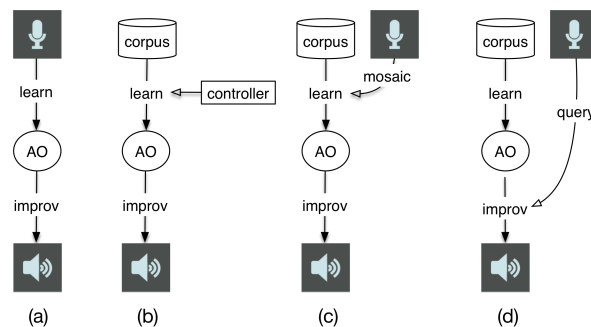 learn
AO
improv
(a)
corpus
learn
controller
AO
improv
(b)
corpus
mosaic
learn
AO
improv
(c)
corpus
learn
query
AO
improv
(d)